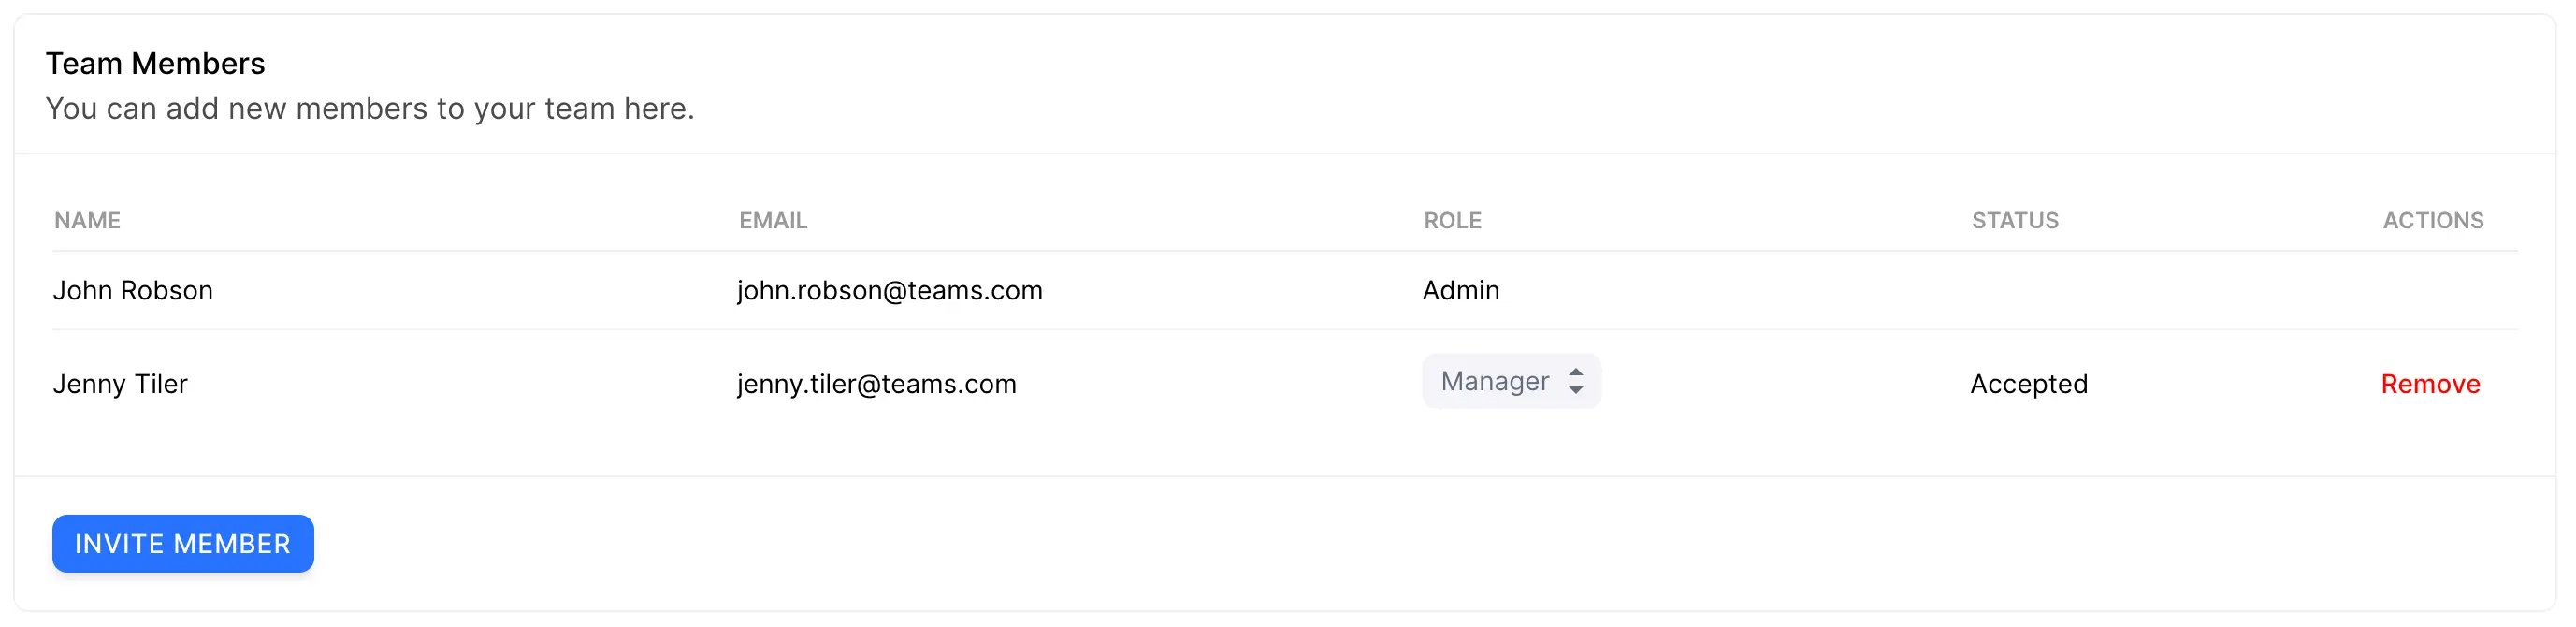 Team Members
You can add new members to your team here.
NAME EMAIL ROLE STATUS ACTIONS
John Robson john.robson@teams.com Admin
Jenny Tiler jenny.tiler@teams.com Manager Accepted Remove
INVITE MEMBER